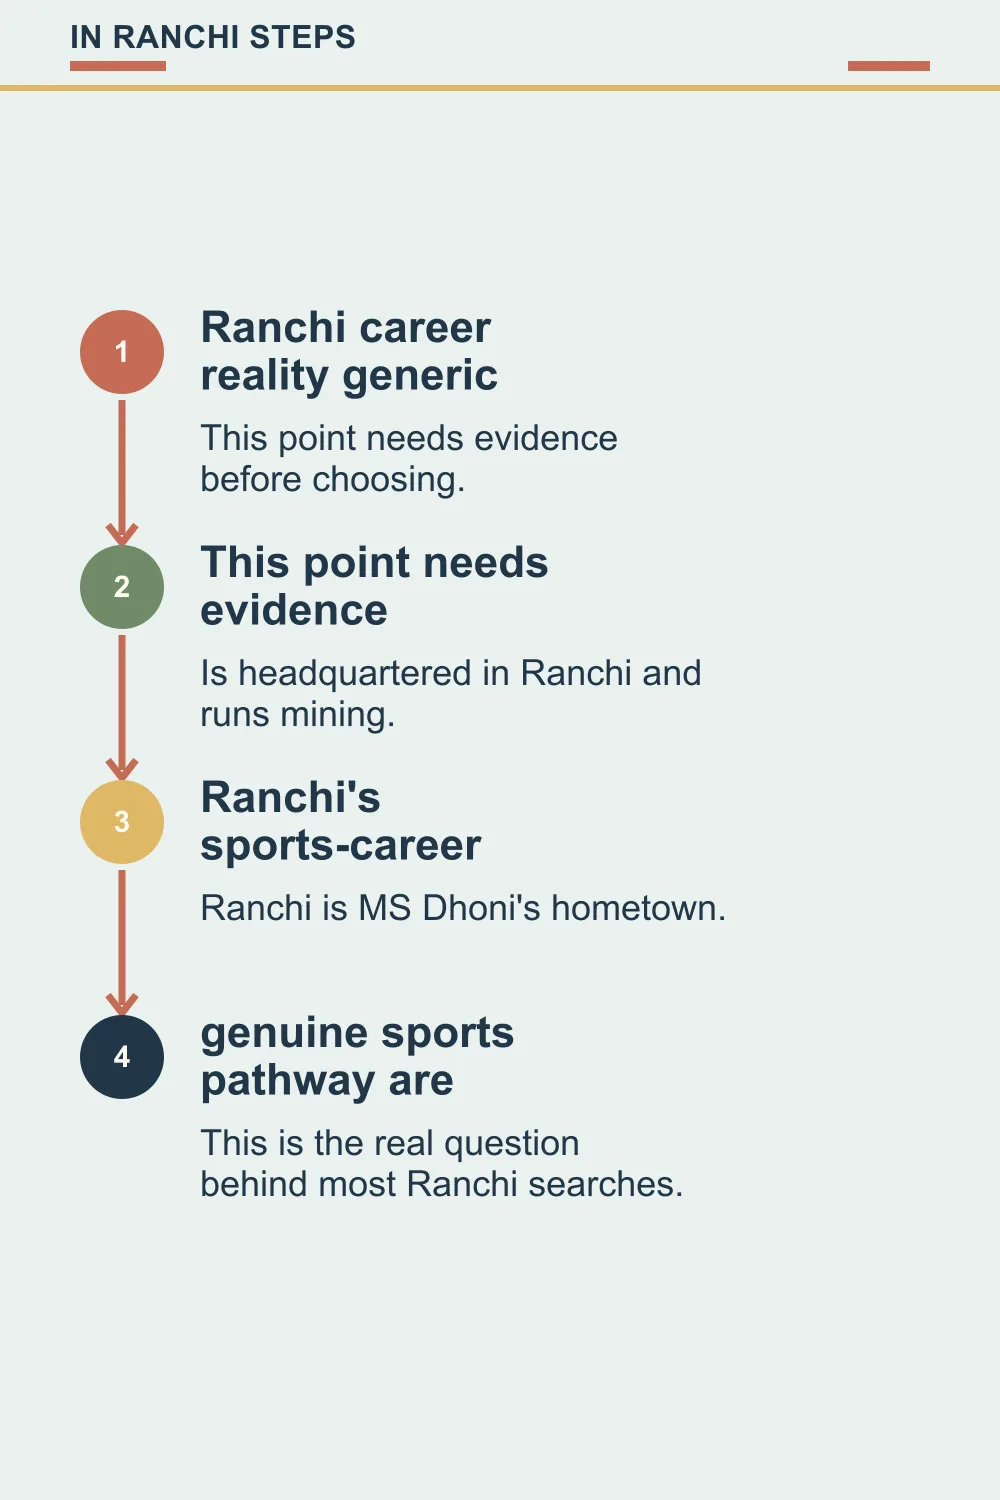 IN RANCHI STEPS
1
Ranchi career
reality generic
This point needs evidence
before choosing.
2
This point needs
evidence
Is headquartered in Ranchi and
runs mining.
3
Ranchi's
sports-career
Ranchi is MS Dhoni's hometown.
4
genuine sports
pathway are
This is the real question
behind most Ranchi searches.